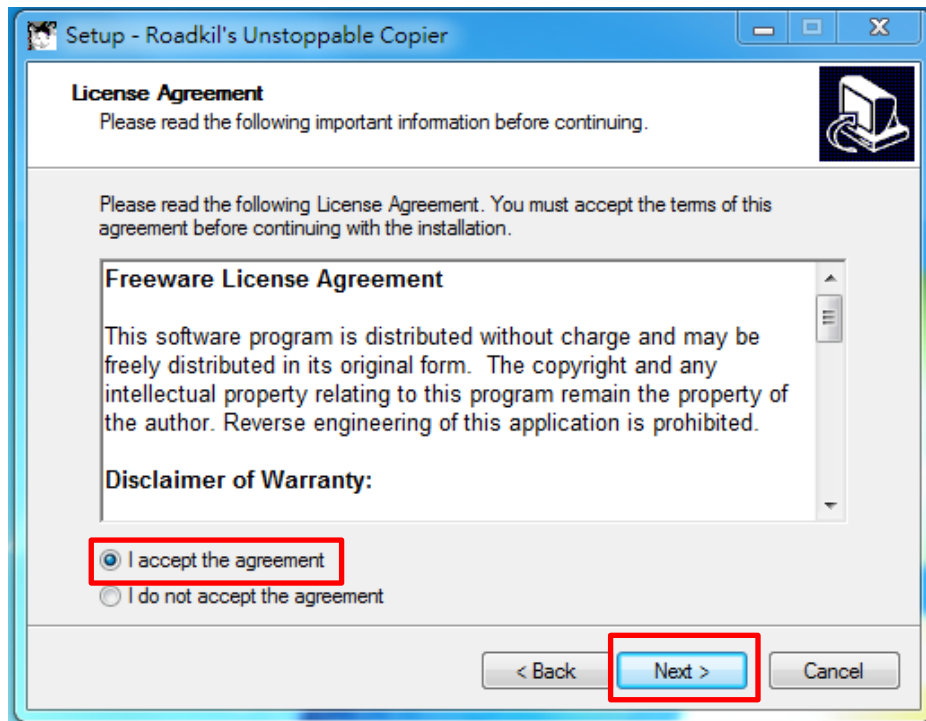 Setup - Roadkil's Unstoppable Copier
License Agreement
Please read the following important information before continuing.
Please read the following License Agreement. You must accept the terms of this
agreement before continuing with the installation.
Freeware License Agreement
This software program is distributed without charge and may be
freely distributed in its original form.  The copyright and any
intellectual property relating to this program remain the property of
the author. Reverse engineering of this application is prohibited.
Disclaimer of Warranty:
I accept the agreement
I do not accept the agreement
< Back
Next >
Cancel